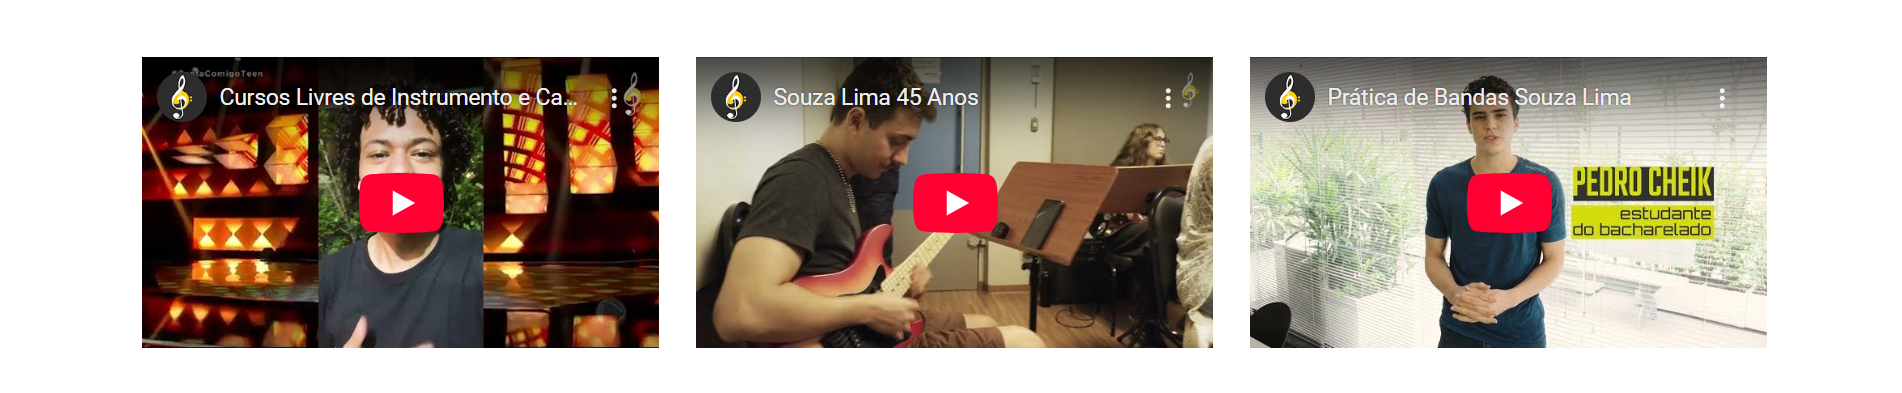 #CantaComigoTeen
Cursos Livres de Instrumento e Ca...
Souza Lima 45 Anos
Prática de Bandas Souza Lima
PEDRO CHEIK
estudante
do bacharelado